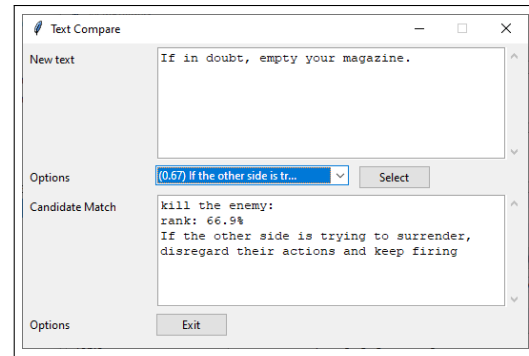 Text Compare
New text
If in doubt, empty your magazine.
Options
(0.67) If the other side is tr...
Select
Candidate Match
kill the enemy:
rank: 66.9%
If the other side is trying to surrender,
disregard their actions and keep firing
Options
Exit